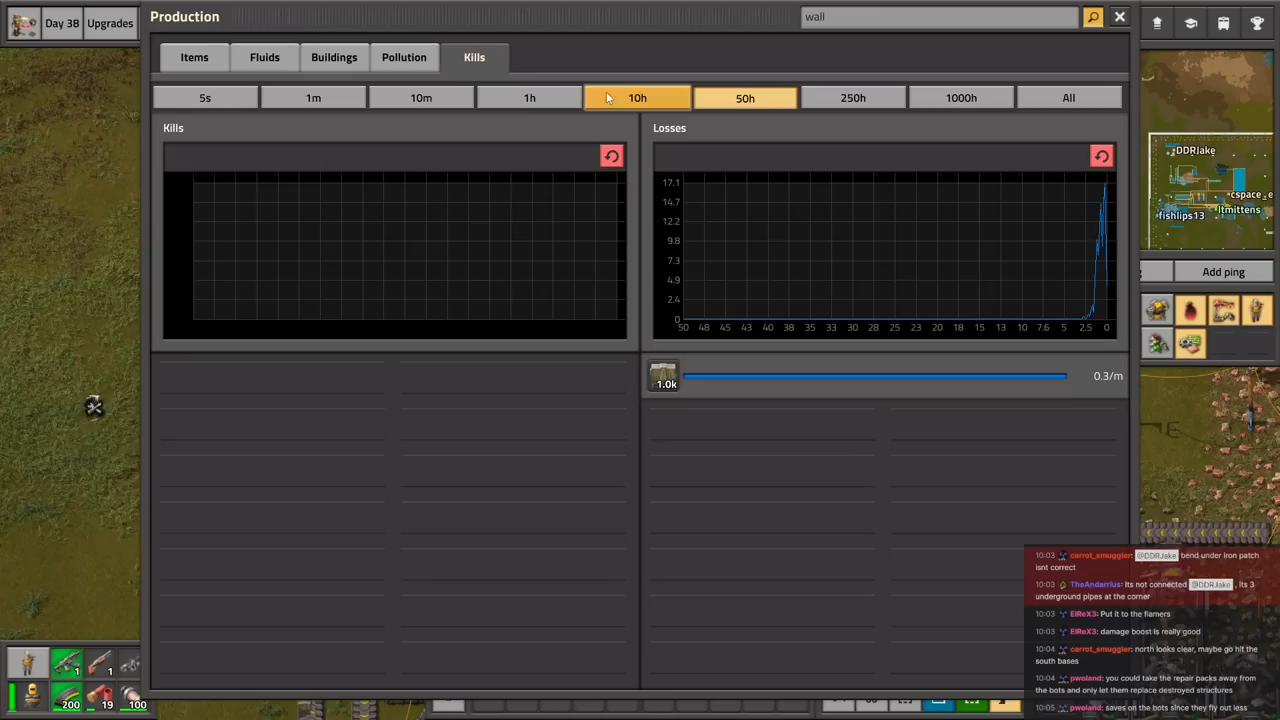 Day 38
Upgrades
Production
wall
Items
Fluids
Buildings
Pollution
Kills
5s
1m
10m
1h
10h
50h
250h
1000h
All
Kills
Losses
17.1
14.7
12.2
9.8
7.3
4.9
2.4
0
50 48 45 43 40 38 35 33 30 28 25 23 20 18 15 13 10 7.6 5 2.5 0
1.0k
0.3/m
DDRJake
cspace_e
ltmittens
fishlips13
Add ping
10:03 carrot_smuggler: @DDRJake bend under iron patch
isnt correct
10:03 TheAndarrius: Its not connected @DDRJake , its 3
underground pipes at the corner
10:03 ElReX3: Put it to the flamers
10:03 ElReX3: damage boost is really good
10:04 carrot_smuggler: north looks clear, maybe go hit the
south bases
10:04 pwoland: you could take the repair packs away from
the bots and only let them replace destroyed structures
10:05 pwoland: saves on the bots since they fly out less
1
1
200
19
100